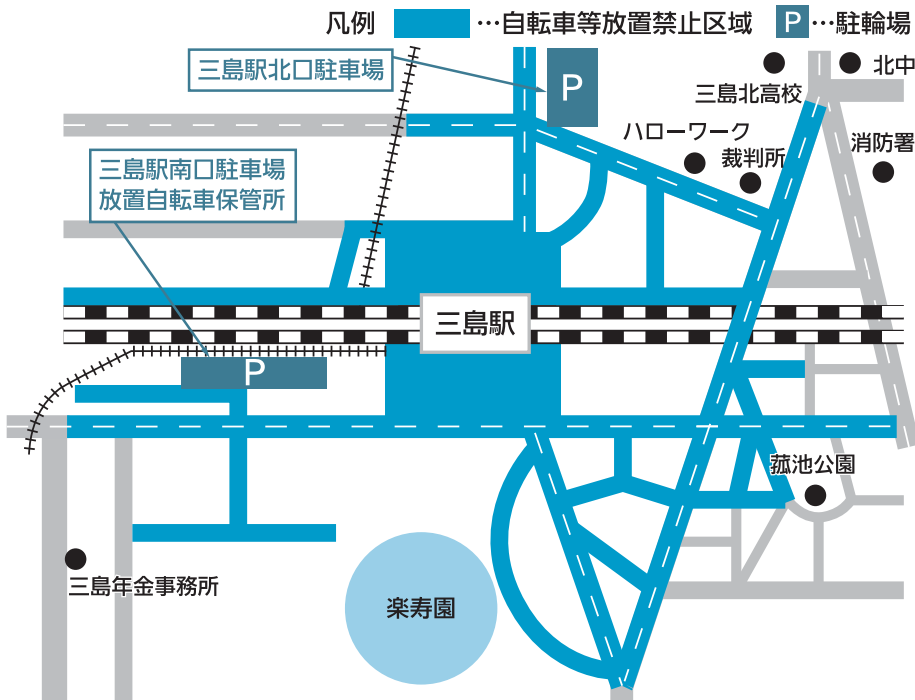 凡例 …自転車等放置禁止区域 P…駐輪場
三島駅北口駐車場
P
北中
三島北高校
ハローワーク
消防署
裁判所
三島駅南口駐車場
放置自転車保管所
三島駅
P
菰池公園
三島年金事務所
楽寿園